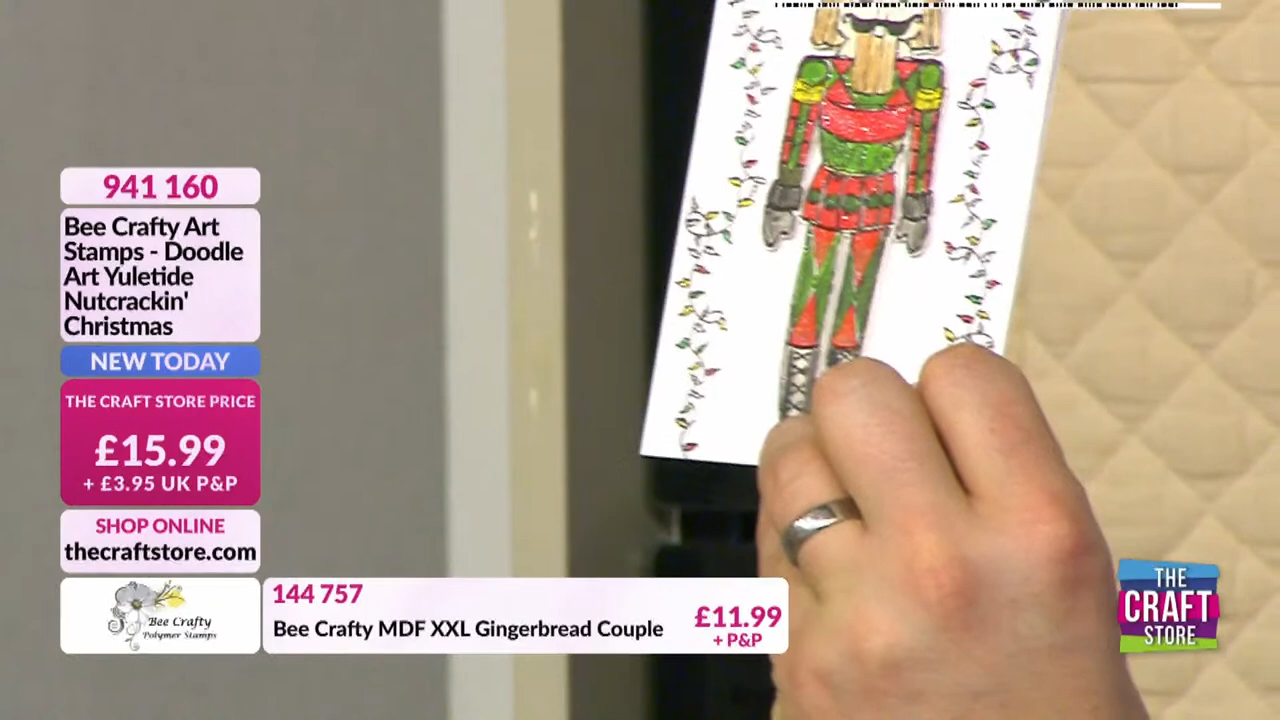 941 160
Bee Crafty Art
Stamps - Doodle
Art Yuletide
Nutcrackin'
Christmas
NEW TODAY
THE CRAFT STORE PRICE
£15.99
+ £3.95 UK P&P
SHOP ONLINE
thecraftstore.com
Bee Crafty
Polymer Stamps
144 757
Bee Crafty MDF XXL Gingerbread Couple
£11.99
+ P&P
THE
CRAFT
STORE